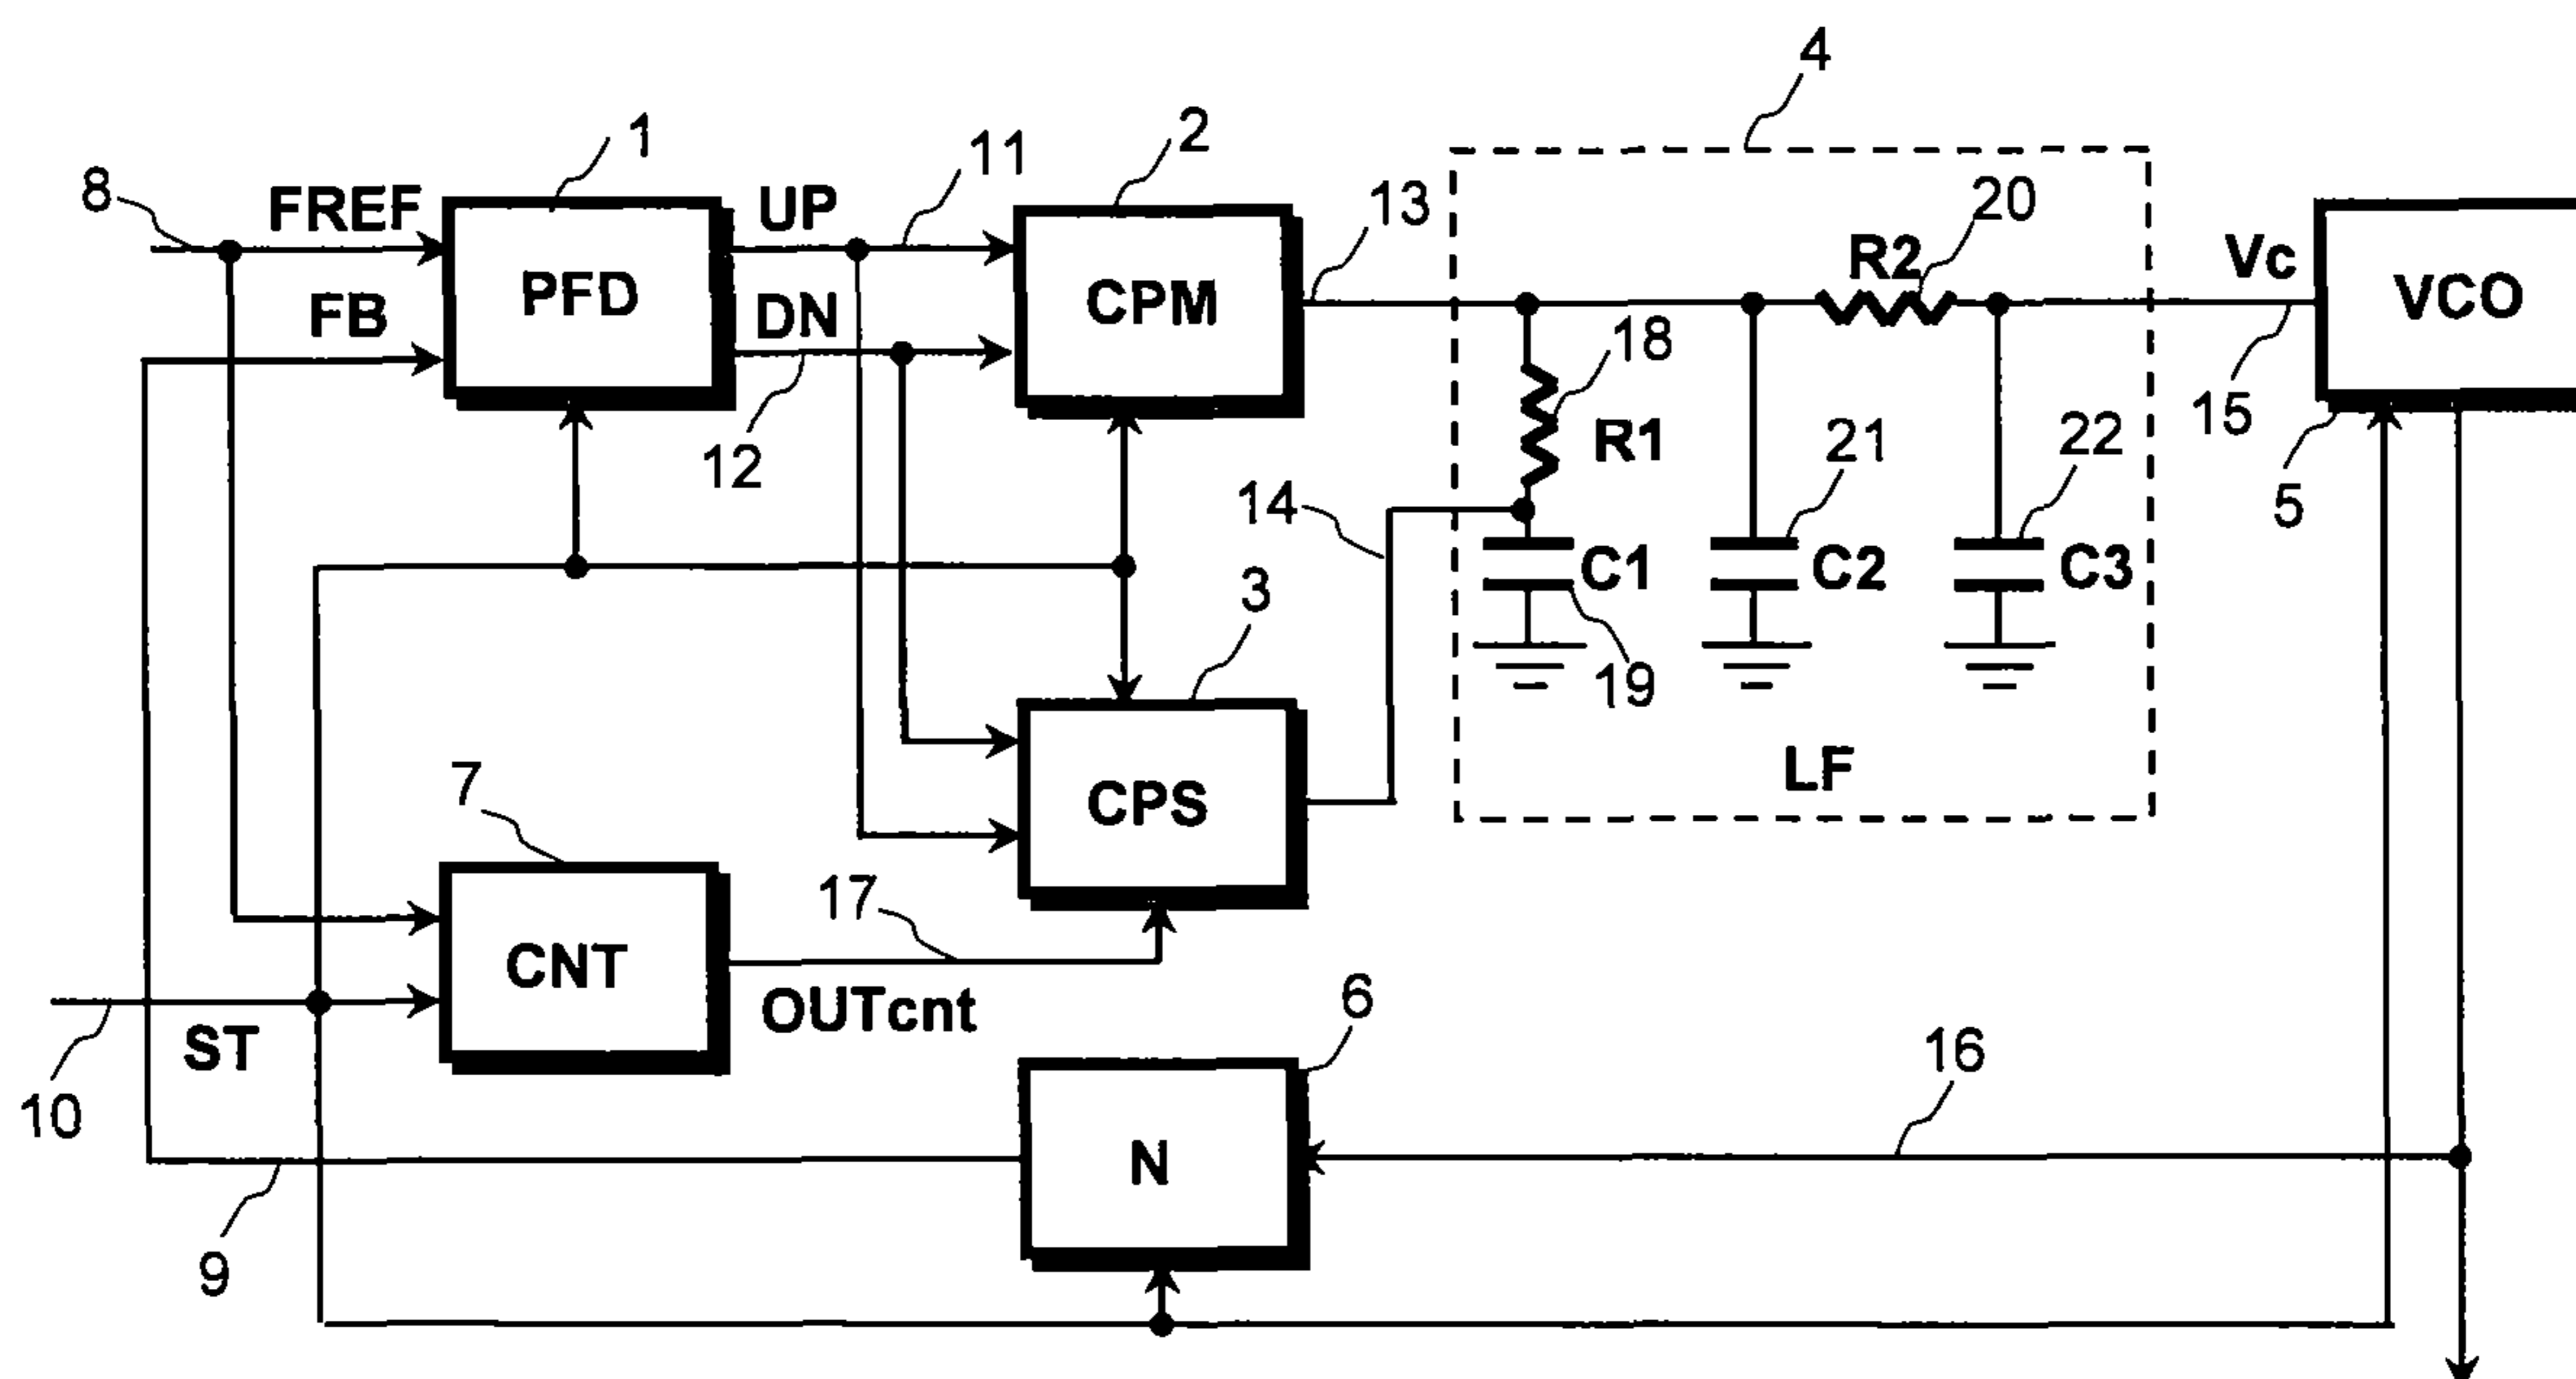 4
1
2
8
FREF
UP
11
13
20
PFD
CPM
R2
Vc
VCO
FB
DN
18
12
R1
21
22
15
14
5
C1
C2
C3
3
19
7
CPS
LF
17
CNT
OUTcnt
6
ST
10
16
N
9